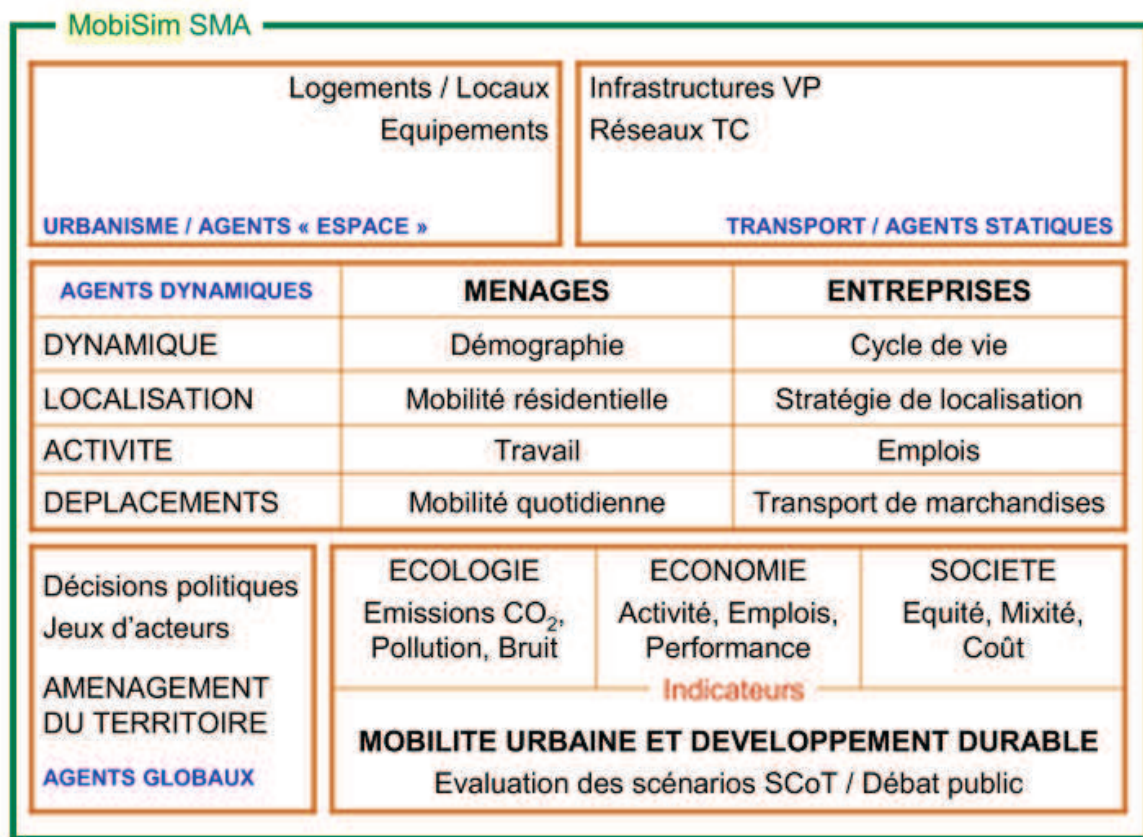 MobiSim SMA
Logements / Locaux
Equipements
URBANISME / AGENTS « ESPACE »
Infrastructures VP
Réseaux TC
TRANSPORT / AGENTS STATIQUES
AGENTS DYNAMIQUES MENAGES ENTREPRISES
DYNAMIQUE Démographie Cycle de vie
LOCALISATION Mobilité résidentielle Stratégie de localisation
ACTIVITE Travail Emplois
DEPLACEMENTS Mobilité quotidienne Transport de marchandises
Décisions politiques
Jeux d'acteurs
AMENAGEMENT
DU TERRITOIRE
AGENTS GLOBAUX
ECOLOGIE
Emissions CO₂,
Pollution, Bruit
ECONOMIE
Activité, Emplois,
Performance
SOCIETE
Equité, Mixité,
Coût
Indicateurs
MOBILITE URBAINE ET DEVELOPPEMENT DURABLE
Evaluation des scénarios SCoT / Débat public